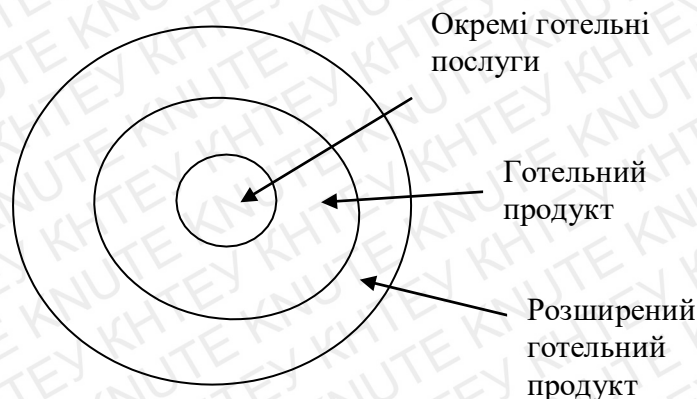 Окремі готельні
послуги
Готельний
продукт
Розширений
готельний
продукт